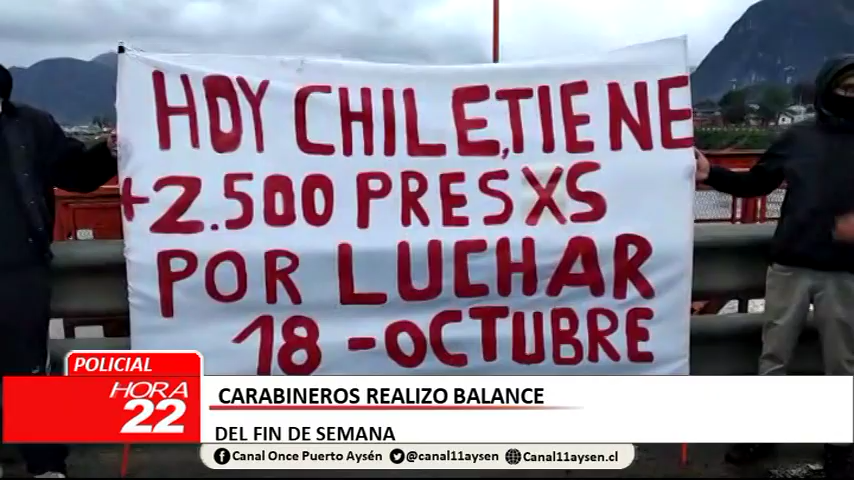 HOY CHILE,TIENE
+2.500 PRESXS
POR LUCHAR
18-OCTUBRE
POLICIAL
HORA
22
CARABINEROS REALIZO BALANCE
DEL FIN DE SEMANA
Canal Once Puerto Aysén @canal11aysen Canal11aysen.cl